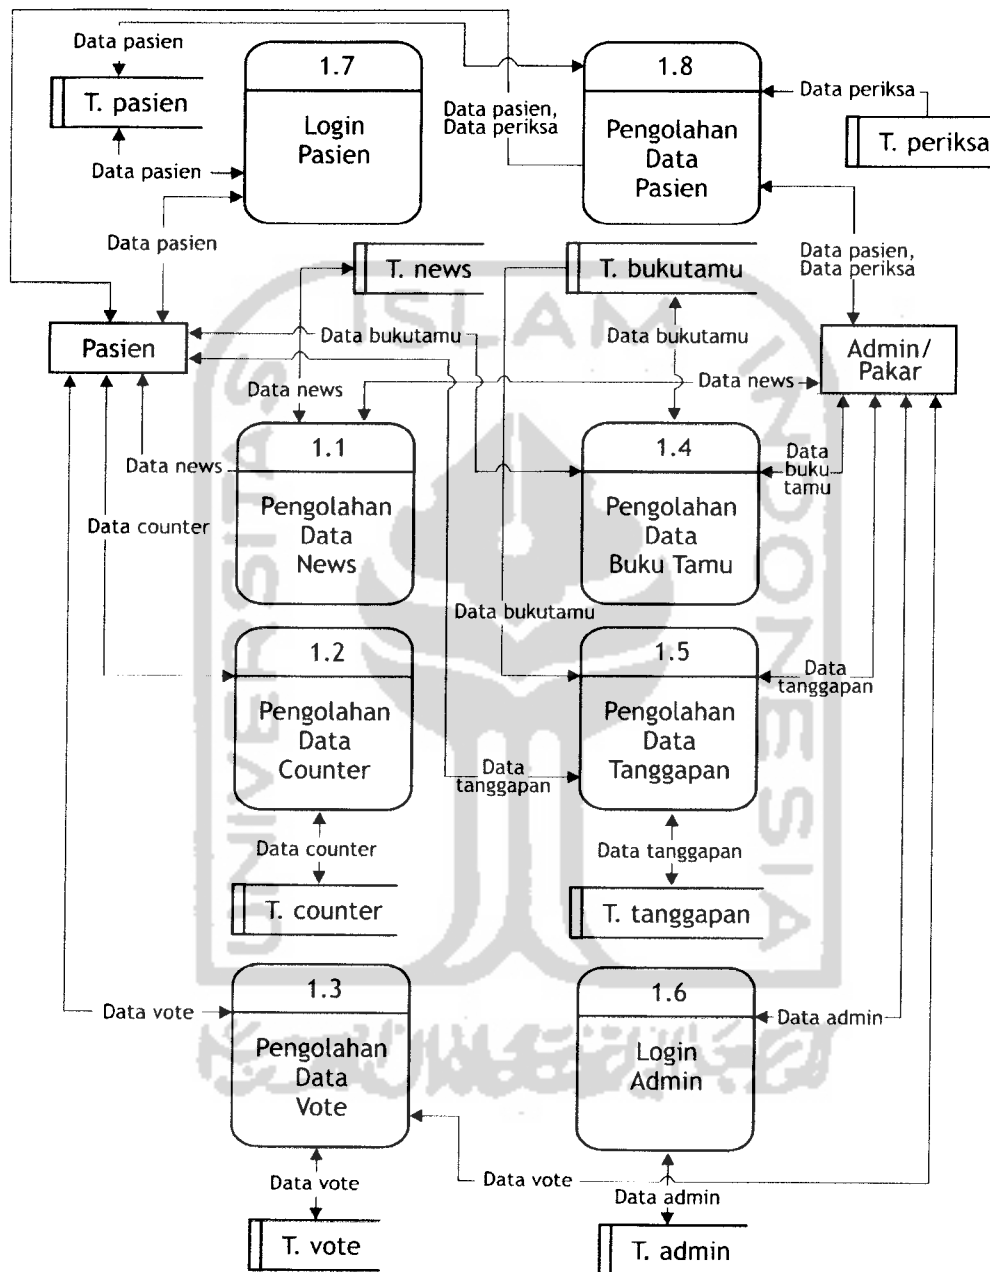 Data pasien
T. pasien
Data pasien
Data pasien
1.7
Login
Pasien
Data pasien,
Data periksa
1.8
Pengolahan
Data
Pasien
Data periksa
T. periksa
Data pasien,
Data periksa
T. news
T. bukutamu
Pasien
Data bukutamu
Data bukutamu
Admin/
Pakar
Data news
Data news
Data news
1.1
Pengolahan
Data
News
1.4
Pengolahan
Data
Buku Tamu
Data
buku
tamu
Data counter
Data bukutamu
1.2
Pengolahan
Data
Counter
1.5
Pengolahan
Data
Tanggapan
Data
tanggapan
Data
tanggapan
Data counter
Data tanggapan
T. counter
T. tanggapan
1.3
Pengolahan
Data
Vote
1.6
Login
Admin
Data vote
Data admin
Data vote
Data vote
Data admin
T. vote
T. admin
ISLAM
UNIVERSITAS
INDONESIA